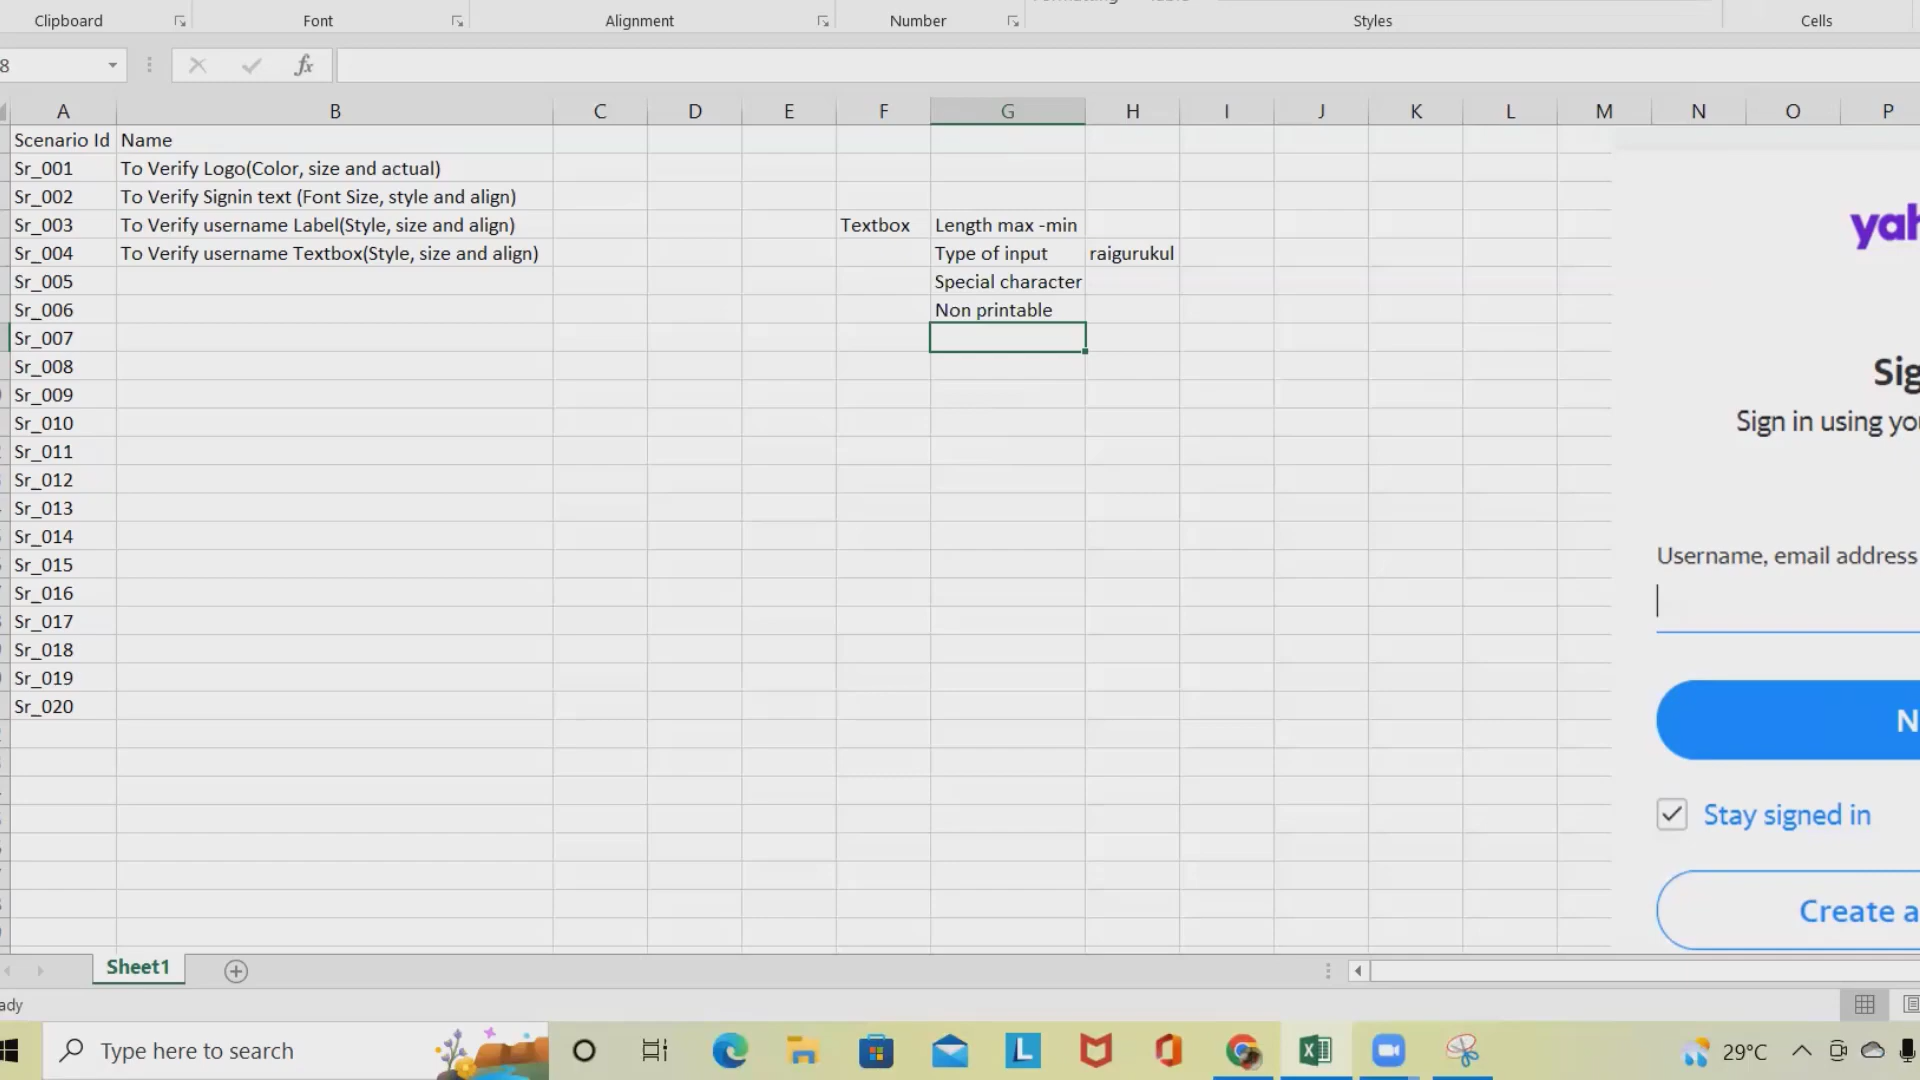 Clipboard Font Alignment Number Styles Cells
8 fx
A B C D E F G H I J K L M N O P
Scenario Id Name
Sr_001 To Verify Logo(Color, size and actual)
Sr_002 To Verify Signin text (Font Size, style and align)
Sr_003 To Verify username Label(Style, size and align) Textbox Length max -min
Sr_004 To Verify username Textbox(Style, size and align) Type of input raigurukul
Sr_005 Special character
Sr_006 Non printable
Sr_007
Sr_008
Sr_009
Sr_010
Sr_011
Sr_012
Sr_013
Sr_014
Sr_015
Sr_016
Sr_017
Sr_018
Sr_019
Sr_020
yah
Sig
Sign in using you
Username, email address
N
Stay signed in
Create a
Sheet1
ady
Type here to search
L
29°C